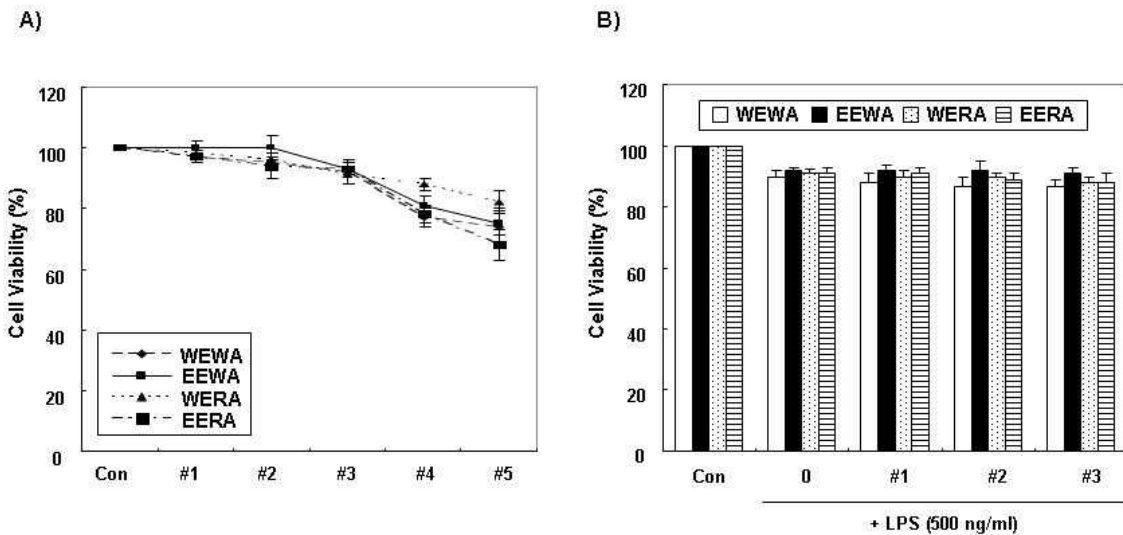 A)
Cell Viability (%)
120
100
80
60
40
20
0
WEWA
EEWA
WERA
EERA
Con #1 #2 #3 #4 #5
B)
Cell Viability (%)
120
100
80
60
40
20
0
WEWA EEWA WERA EERA
Con 0 #1 #2 #3
+ LPS (500 ng/ml)